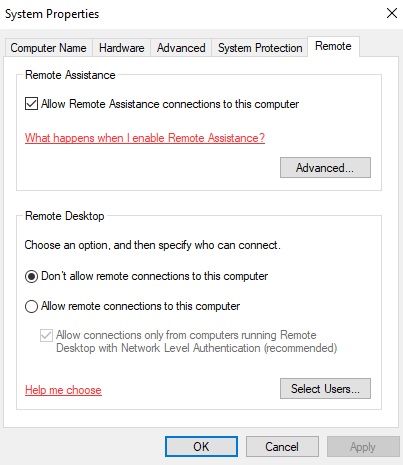 System Properties
Computer Name
Hardware
Advanced
System Protection
Remote
Remote Assistance
Allow Remote Assistance connections to this computer
What happens when I enable Remote Assistance?
Advanced...
Remote Desktop
Choose an option, and then specify who can connect.
Don't allow remote connections to this computer
Allow remote connections to this computer
Allow connections only from computers running Remote
Desktop with Network Level Authentication (recommended)
Help me choose
Select Users...
OK
Cancel
Apply